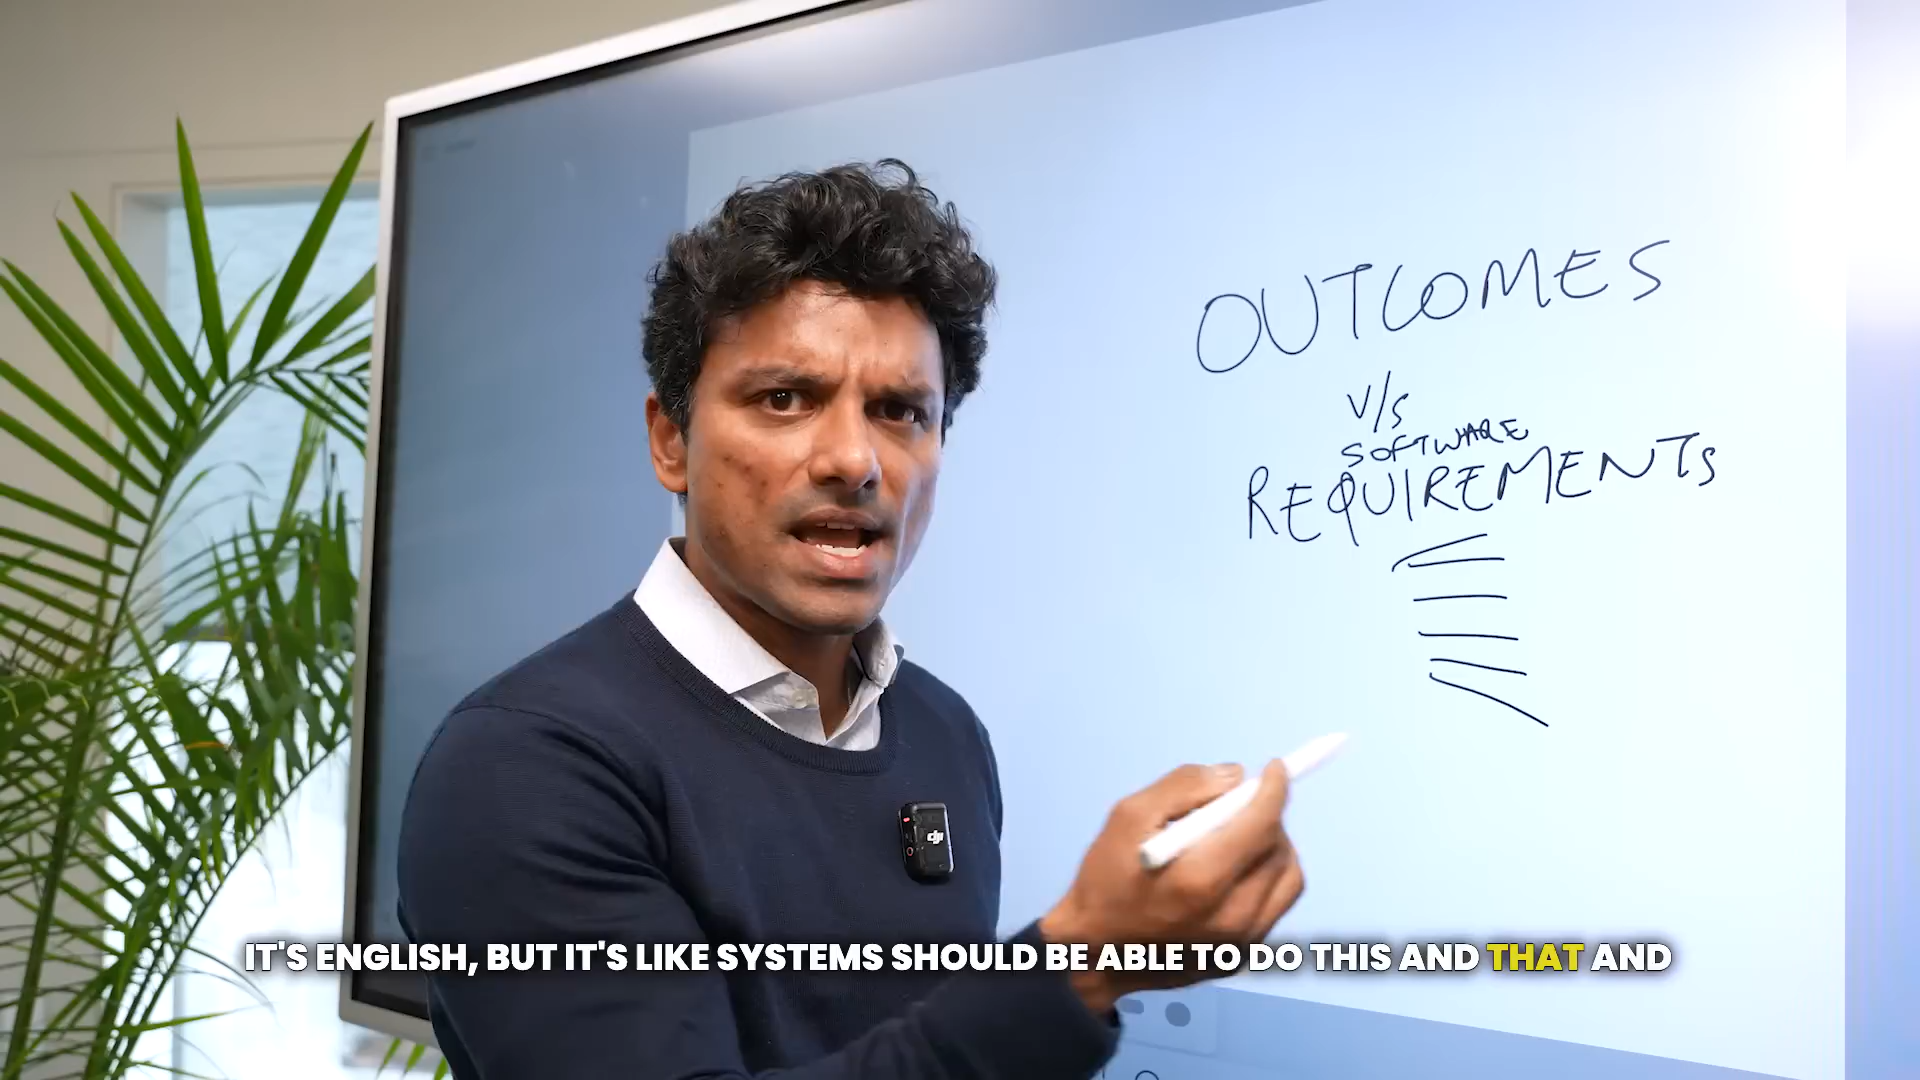 OUTCOMES
V/S
SOFTWARE
REQUIREMENTS
IT'S ENGLISH, BUT IT'S LIKE SYSTEMS SHOULD BE ABLE TO DO THIS AND THAT AND